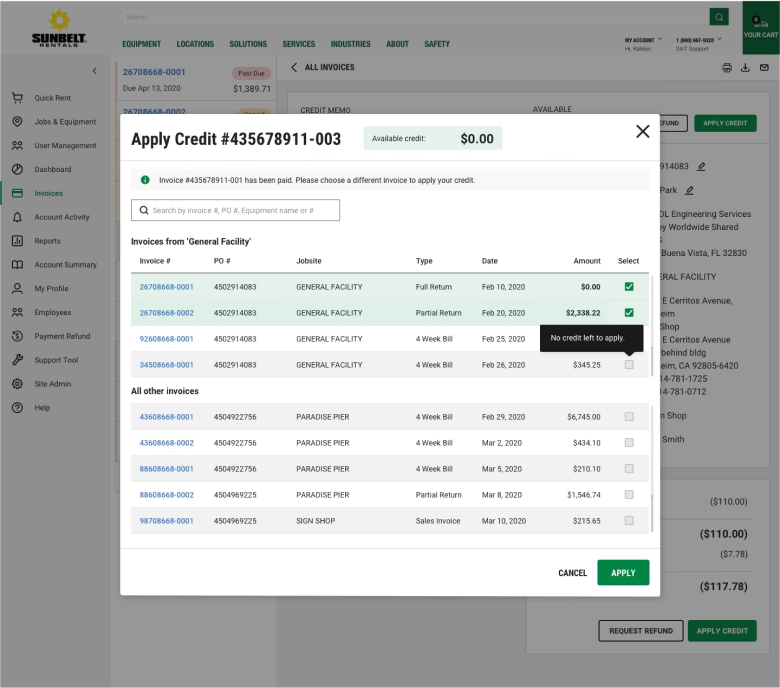 SUNBELT
RENTALS
Search
0
YOUR CART
EQUIPMENT LOCATIONS SOLUTIONS SERVICES INDUSTRIES ABOUT SAFETY
MY ACCOUNT
Hi, Katelyn
1 (800) 667-9328
24/7 Support
Quick Rent
Jobs & Equipment
User Management
Dashboard
Invoices
Account Activity
Reports
Account Summary
My Profile
Employees
Payment Refund
Support Tool
Site Admin
Help
26708668-0001 Past Due
Due Apr 13, 2020 $1,389.71
26708668-0002
ALL INVOICES
CREDIT MEMO AVAILABLE
FUND APPLY CREDIT
Apply Credit #435678911-003
Available credit: $0.00
Invoice #435678911-001 has been paid. Please choose a different invoice to apply your credit.
Search by invoice #, PO #, Equipment name or #
Invoices from 'General Facility'
Invoice # PO # Jobsite Type Date Amount Select
26708668-0001 4502914083 GENERAL FACILITY Full Return Feb 10, 2020 $0.00
26708668-0002 4502914083 GENERAL FACILITY Partial Return Feb 20, 2020 $2,338.22
92608668-0001 4502914083 GENERAL FACILITY 4 Week Bill Feb 25, 2020
No credit left to apply.
34508668-0001 4502914083 GENERAL FACILITY 4 Week Bill Feb 26, 2020 $345.25
All other invoices
43608668-0001 4504922756 PARADISE PIER 4 Week Bill Feb 29, 2020 $6,745.00
43608668-0002 4504922756 PARADISE PIER 4 Week Bill Mar 2, 2020 $434.10
88608668-0001 4504922756 PARADISE PIER 4 Week Bill Mar 5, 2020 $210.10
88608668-0002 4504969225 PARADISE PIER Partial Return Mar 8, 2020 $1,546.74
98708668-0001 4504969225 SIGN SHOP Sales Invoice Mar 10, 2020 $215.65
CANCEL APPLY
914083
Park
OL Engineering Services
ey Worldwide Shared
S
Buena Vista, FL 32830
ERAL FACILITY
E Cerritos Avenue,
eim
Shop
E Cerritos Avenue
behind bldg
eim, CA 92805-6420
14-781-1725
14-781-0712
n Shop
Smith
($110.00)
($110.00)
($7.78)
($117.78)
REQUEST REFUND APPLY CREDIT